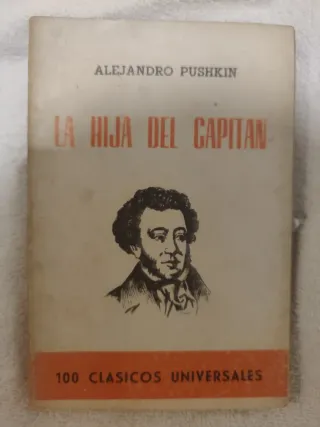 ALEJANDRO PUSHKIN
LA HIJA DEL CAPITAN
100 CLASICOS UNIVERSALES